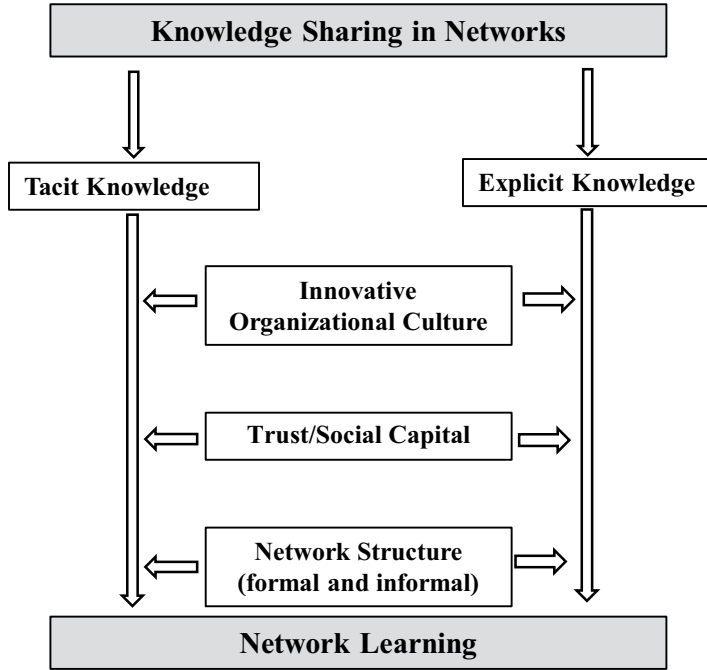 Knowledge Sharing in Networks
Tacit Knowledge
Explicit Knowledge
Innovative
Organizational Culture
Trust/Social Capital
Network Structure
(formal and informal)
Network Learning